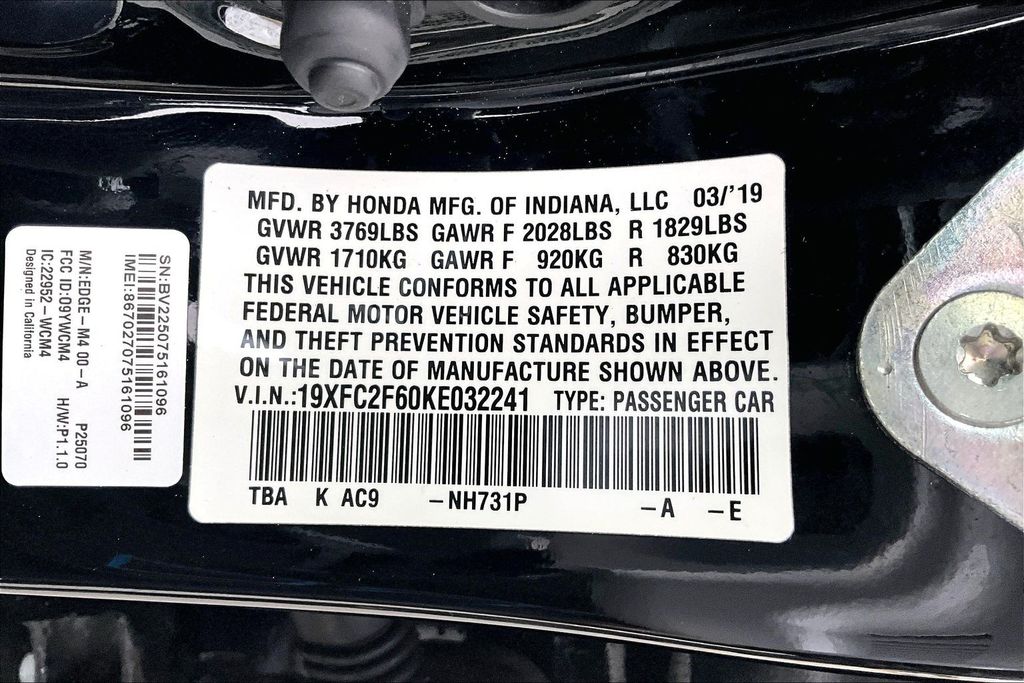 MFD. BY HONDA MFG. OF INDIANA, LLC 03/'19
GVWR 3769LBS GAWR F 2028LBS R 1829LBS
GVWR 1710KG GAWR F 920KG R 830KG
THIS VEHICLE CONFORMS TO ALL APPLICABLE
FEDERAL MOTOR VEHICLE SAFETY, BUMPER,
AND THEFT PREVENTION STANDARDS IN EFFECT
ON THE DATE OF MANUFACTURE SHOWN ABOVE.
V.I.N.:19XFC2F60KE032241 TYPE: PASSENGER CAR
TBA K AC9 –NH731P –A –E
SN:BV225075161096
IMEI:867027075161096
M/N:EDGE–M4 00–A P25070
FCC ID:09YWCM4 H/W:P1.1.0
IC:22952–WCM4
Designed in California